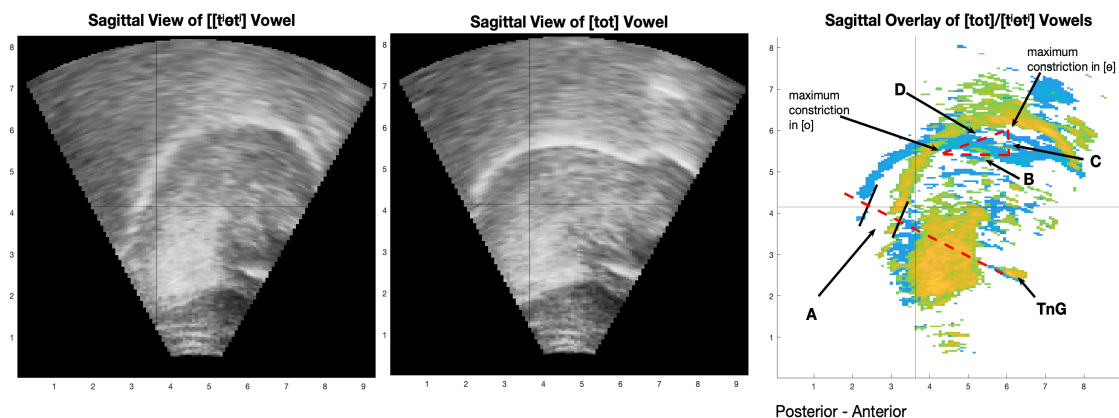 Sagittal View of [[tʲɵtʲ] Vowel
8
7
6
5
4
3
2
1
1 2 3 4 5 6 7 8 9
Sagittal View of [tot] Vowel
8
7
6
5
4
3
2
1
1 2 3 4 5 6 7 8 9
Sagittal Overlay of [tot]/[tʲɵtʲ] Vowels
8
7
6
5
4
3
2
1
maximum
constriction in [ɵ]
maximum
constriction
in [o]
D
C
B
A
TnG
1 2 3 4 5 6 7 8
Posterior - Anterior